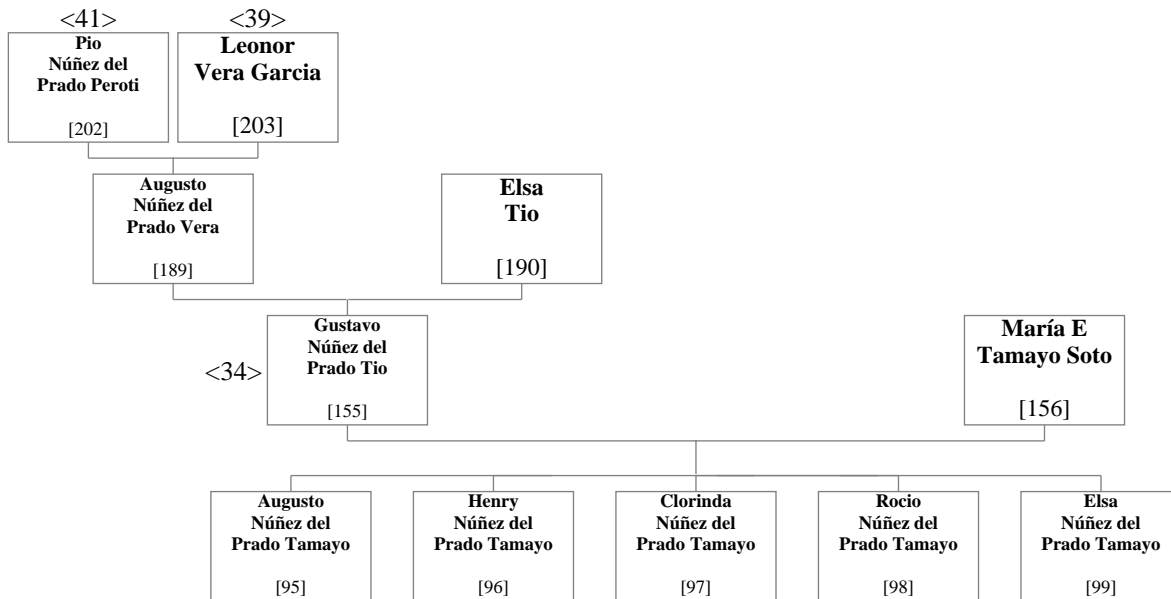 <41>
<39>
Pio
Núñez del
Prado Peroti
[202]
Leonor
Vera Garcia
[203]
Augusto
Núñez del
Prado Vera
[189]
Elsa
Tio
[190]
<34>
Gustavo
Núñez del
Prado Tio
[155]
María E
Tamayo Soto
[156]
Augusto
Núñez del
Prado Tamayo
[95]
Henry
Núñez del
Prado Tamayo
[96]
Clorinda
Núñez del
Prado Tamayo
[97]
Rocio
Núñez del
Prado Tamayo
[98]
Elsa
Núñez del
Prado Tamayo
[99]